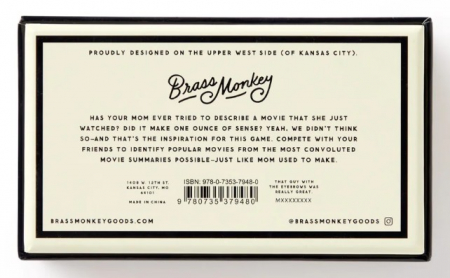 PROUDLY DESIGNED ON THE UPPER WEST SIDE (OF KANSAS CITY).
Brass Monkey
HAS YOUR MOM EVER TRIED TO DESCRIBE A MOVIE THAT SHE JUST
WATCHED? DID IT MAKE ONE OUNCE OF SENSE? YEAH. WE DIDN'T THINK
SO—AND THAT'S THE INSPIRATION FOR THIS GAME. COMPETE WITH YOUR
FRIENDS TO IDENTIFY POPULAR MOVIES FROM THE MOST CONVOLUTED
MOVIE SUMMARIES POSSIBLE—JUST LIKE MOM USED TO MAKE.
1908 W. 12TH ST.
KANSAS CITY, MO
64101
MADE IN CHINA
ISBN: 978-0-7353-7948-0
9 780735 379480
THAT GUY WITH
THE EYEBROWS WAS
REALLY GREAT.
MXXXXXXXX
BRASSMONKEYGOODS.COM
@BRASSMONKEYGOODS